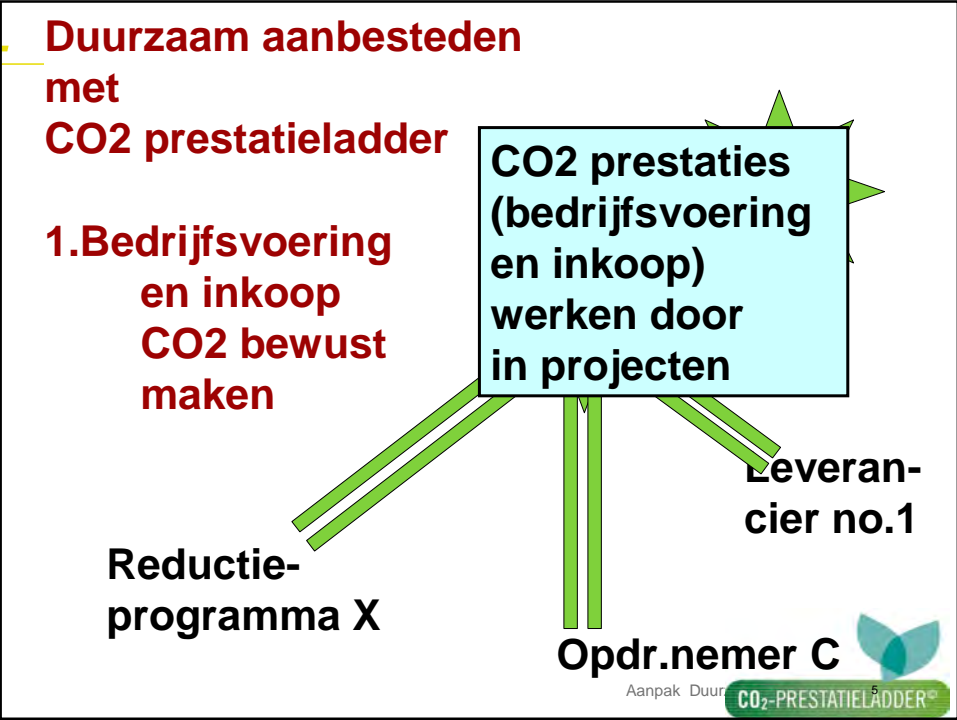 Duurzaam aanbesteden
met
CO2 prestatieladder
1.Bedrijfsvoering
en inkoop
CO2 bewust
maken
CO2 prestaties
(bedrijfsvoering
en inkoop)
werken door
in projecten
Leveran-
cier no.1
Reductie-
programma X
Opdr.nemer C
Aanpak Duur
5
CO₂-PRESTATIELADDER©